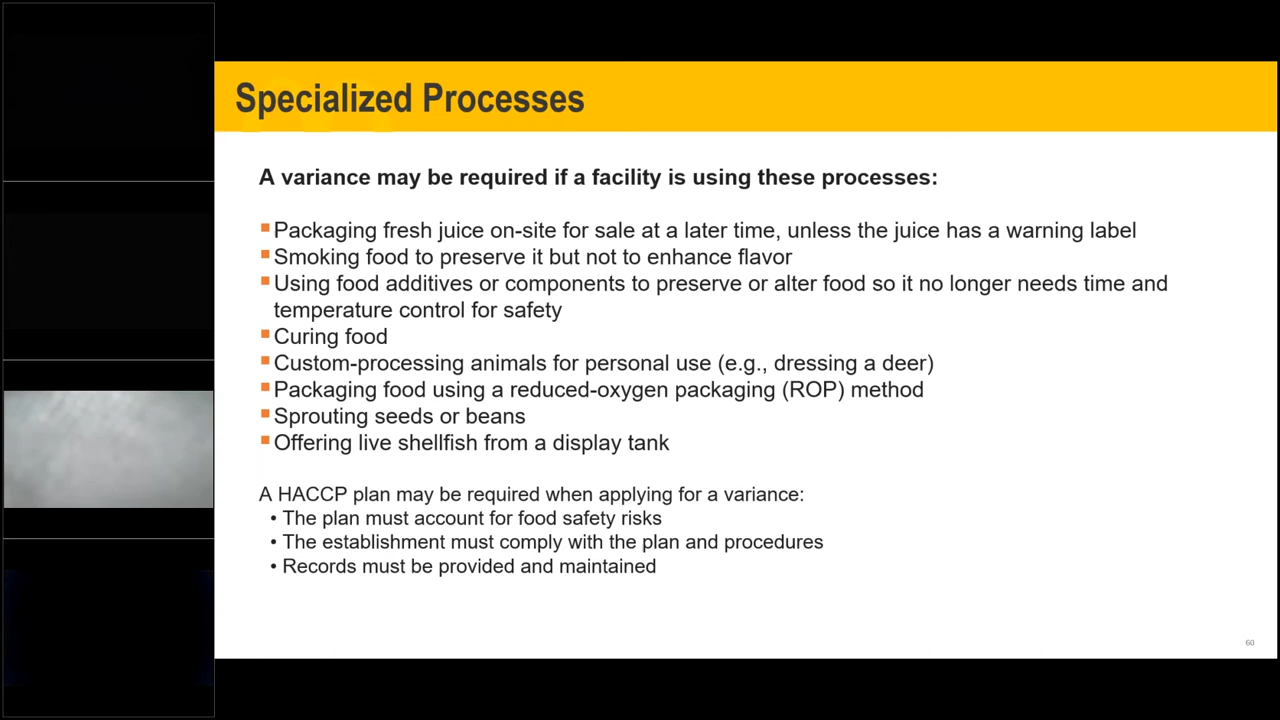 Specialized Processes
A variance may be required if a facility is using these processes:
▪Packaging fresh juice on-site for sale at a later time, unless the juice has a warning label
▪Smoking food to preserve it but not to enhance flavor
▪Using food additives or components to preserve or alter food so it no longer needs time and
temperature control for safety
▪Curing food
▪Custom-processing animals for personal use (e.g., dressing a deer)
▪Packaging food using a reduced-oxygen packaging (ROP) method
▪Sprouting seeds or beans
▪Offering live shellfish from a display tank
A HACCP plan may be required when applying for a variance:
• The plan must account for food safety risks
• The establishment must comply with the plan and procedures
• Records must be provided and maintained
60